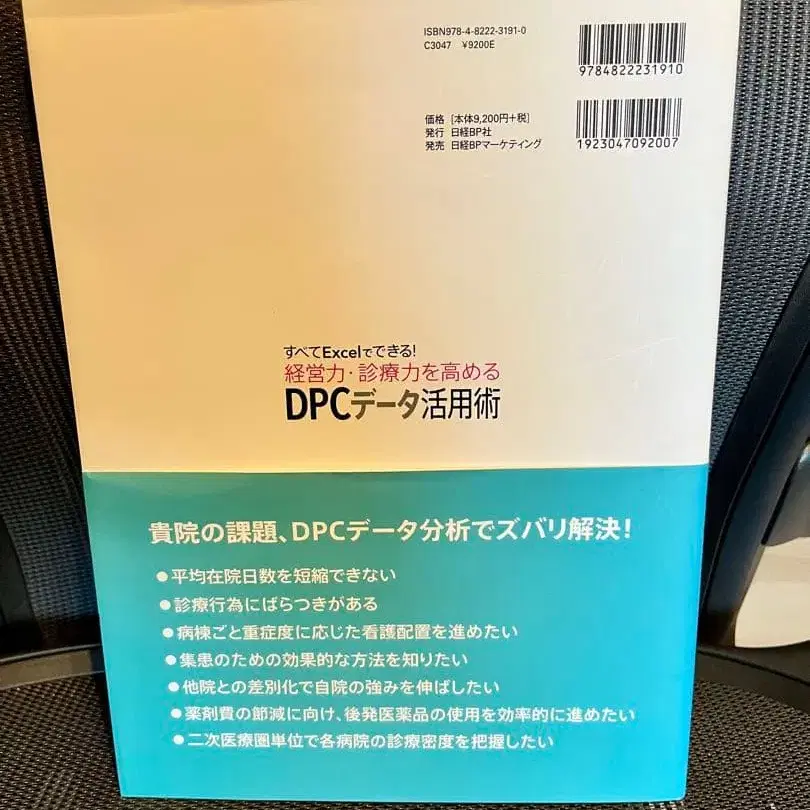 ISBN978-4-8222-3191-0
C3047 ¥9200E
9784822231910
価格 [本体9,200円+税]
発行 日経BP社
発売 日経BPマーケティング
1923047092007
すべてExcelでできる!
経営力・診療力を高める
DPCデータ活用術
貴院の課題、DPCデータ分析でズバリ解決!
●平均在院日数を短縮できない
●診療行為にばらつきがある
●病棟ごと重症度に応じた看護配置を進めたい
●集患のための効果的な方法を知りたい
●他院との差別化で自院の強みを伸ばしたい
●薬剤費の節減に向け、後発医薬品の使用を効率的に進めたい
●二次医療圏単位で各病院の診療密度を把握したい